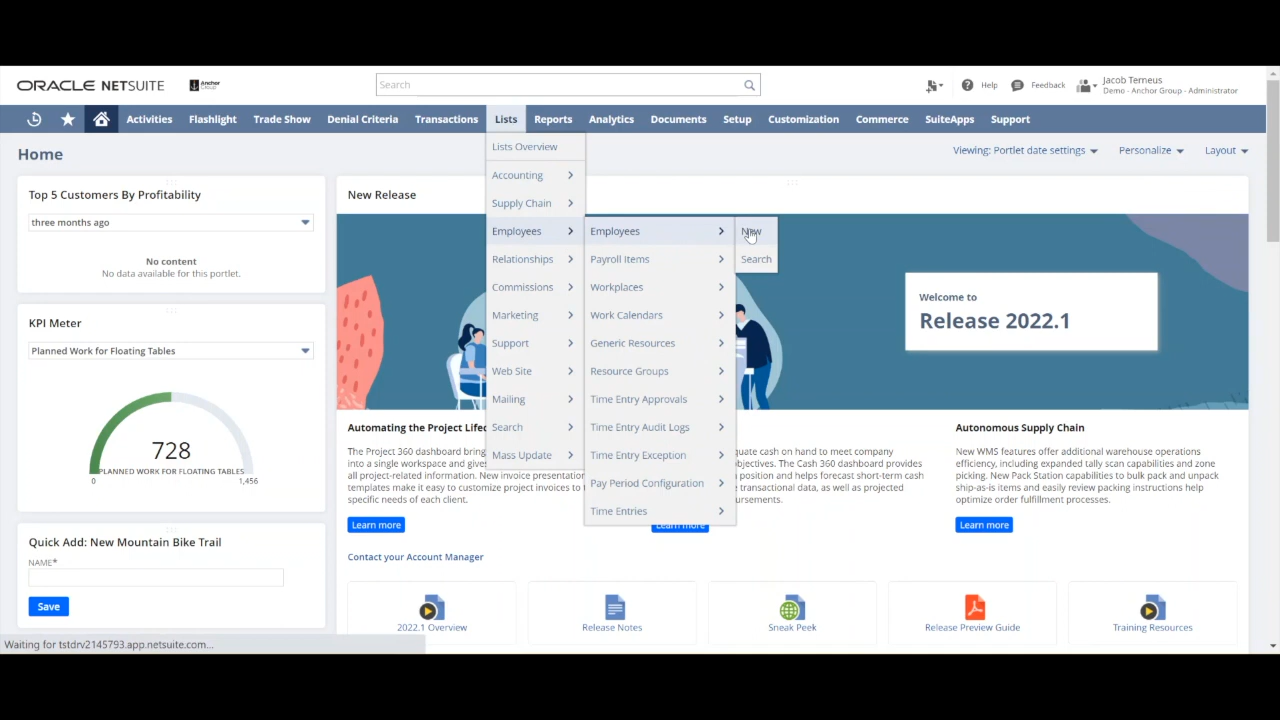 ORACLE NETSUITE
Anchor Group
Search
Help
Feedback
Jacob Terneus
Demo - Anchor Group - Administrator
Activities
Flashlight
Trade Show
Denial Criteria
Transactions
Lists
Reports
Analytics
Documents
Setup
Customization
Commerce
SuiteApps
Support
Home
Viewing: Portlet date settings
Personalize
Layout
Lists Overview
Accounting
Supply Chain
Employees
Relationships
Commissions
Marketing
Support
Web Site
Mailing
Search
Mass Update
Employees
Payroll Items
Workplaces
Work Calendars
Generic Resources
Resource Groups
Time Entry Approvals
Time Entry Audit Logs
Time Entry Exception
Pay Period Configuration
Time Entries
New
Search
Top 5 Customers By Profitability
three months ago
No content
No data available for this portlet.
KPI Meter
Planned Work for Floating Tables
728
PLANNED WORK FOR FLOATING TABLES
0
1,456
Quick Add: New Mountain Bike Trail
NAME*
Save
New Release
Welcome to
Release 2022.1
Automating the Project Lifec
The Project 360 dashboard bring
into a single workspace and gives
all project-related information. New invoice presentation
templates make it easy to customize project invoices to t
specific needs of each client.
Learn more
quate cash on hand to meet company
objectives. The Cash 360 dashboard provides
position and helps forecast short-term cash
transactional data, as well as projected
bursements.
Learn more
Autonomous Supply Chain
New WMS features offer additional warehouse operations
efficiency, including expanded tally scan capabilities and zone
picking. New Pack Station capabilities to bulk pack and unpack
ship-as-is items and easily review packing instructions help
optimize order fulfillment processes.
Learn more
Contact your Account Manager
2022.1 Overview
Release Notes
Sneak Peek
Release Preview Guide
Training Resources
Waiting for tstdrv2145793.app.netsuite.com...